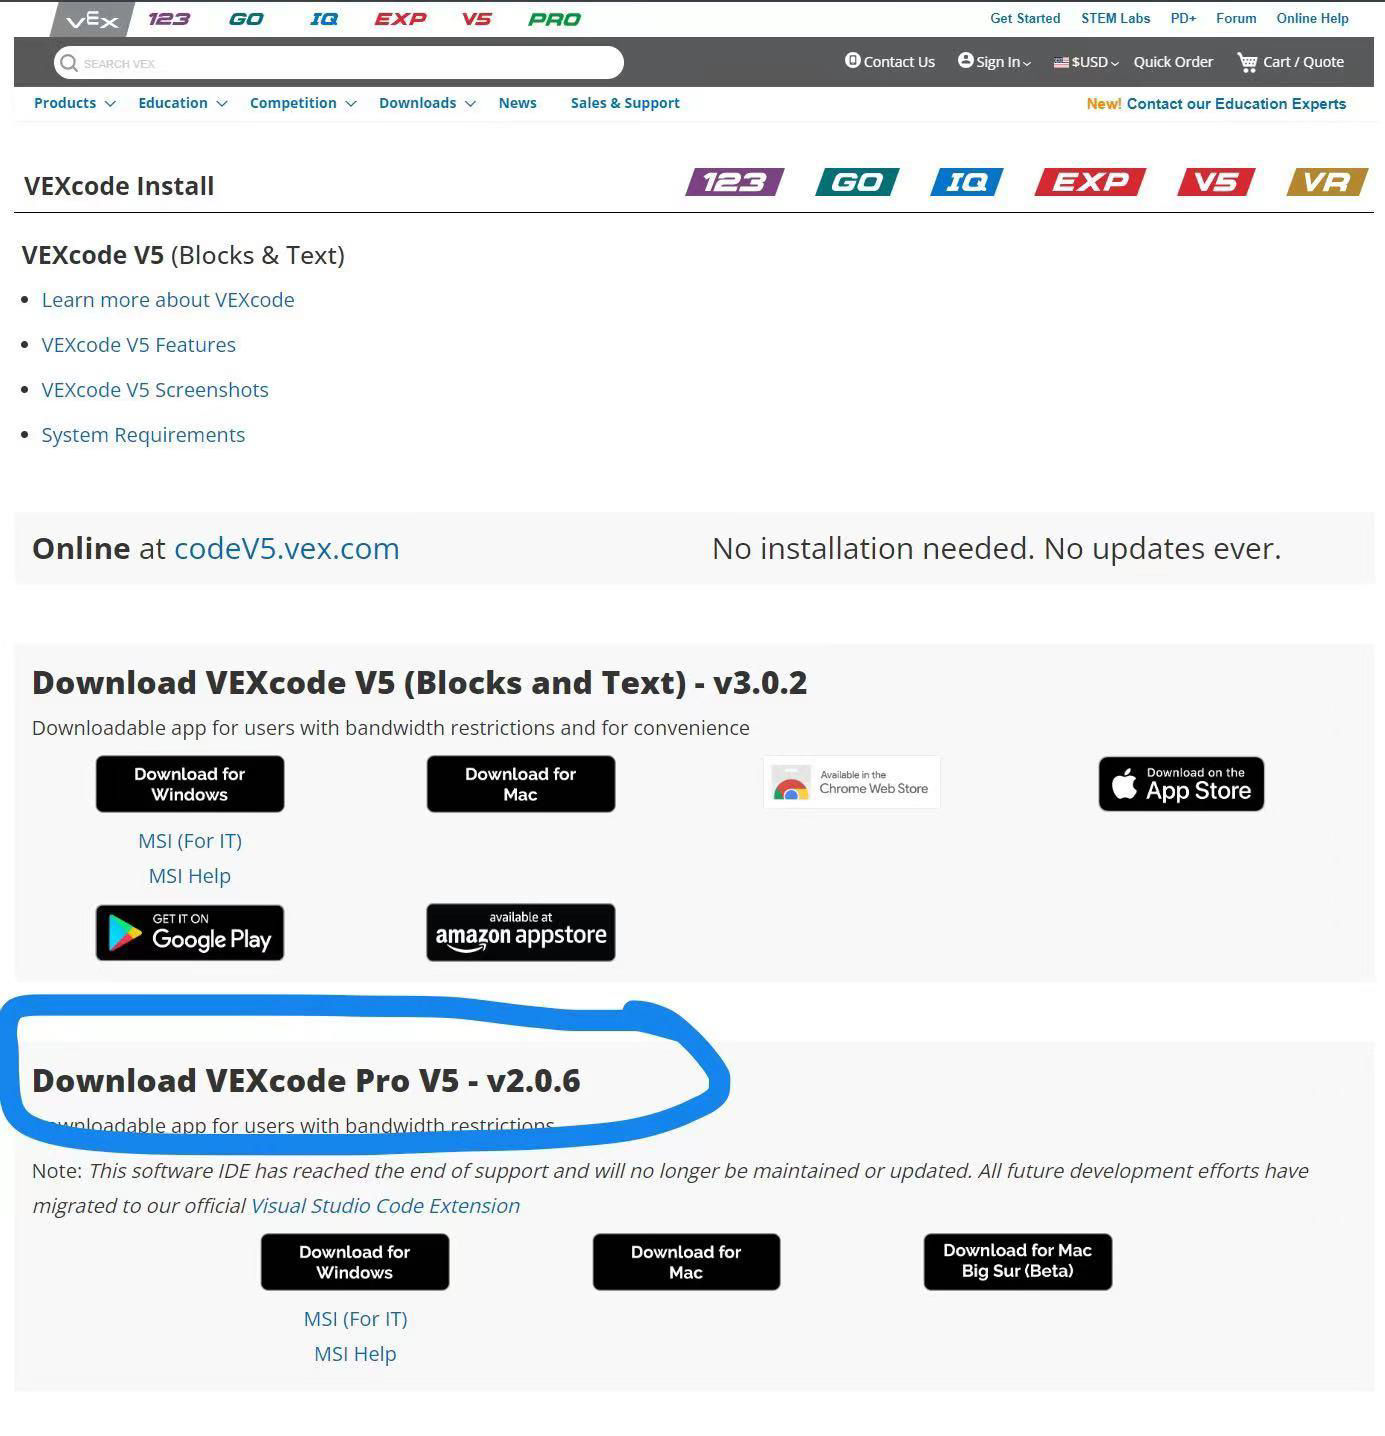 VEX 123 GO IQ EXP V5 PRO Get Started STEM Labs PD+ Forum Online Help
SEARCH VEX Contact Us Sign In $USD Quick Order Cart / Quote
Products Education Competition Downloads News Sales & Support New! Contact our Education Experts
VEXcode Install 123 GO IQ EXP V5 VR
VEXcode V5 (Blocks & Text)
• Learn more about VEXcode
• VEXcode V5 Features
• VEXcode V5 Screenshots
• System Requirements
Online at codeV5.vex.com No installation needed. No updates ever.
Download VEXcode V5 (Blocks and Text) - v3.0.2
Downloadable app for users with bandwidth restrictions and for convenience
Download for
Windows
Download for
Mac
Available in the
Chrome Web Store
Download on the
App Store
MSI (For IT)
MSI Help
GET IT ON
Google Play
available at
amazon appstore
Download VEXcode Pro V5 - v2.0.6
Downloadable app for users with bandwidth restrictions
Note: This software IDE has reached the end of support and will no longer be maintained or updated. All future development efforts have
migrated to our official Visual Studio Code Extension
Download for
Windows
Download for
Mac
Download for Mac
Big Sur (Beta)
MSI (For IT)
MSI Help